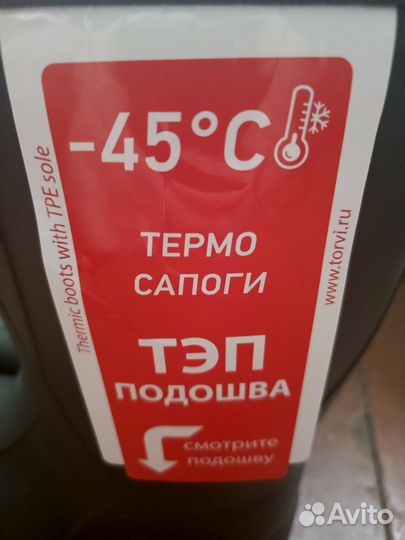 -45°C
ТЕРМО
САПОГИ
ТЭП
ПОДОШВА
смотрите
подошву
Thermic boots with TPE sole
www.torvi.ru
Avito